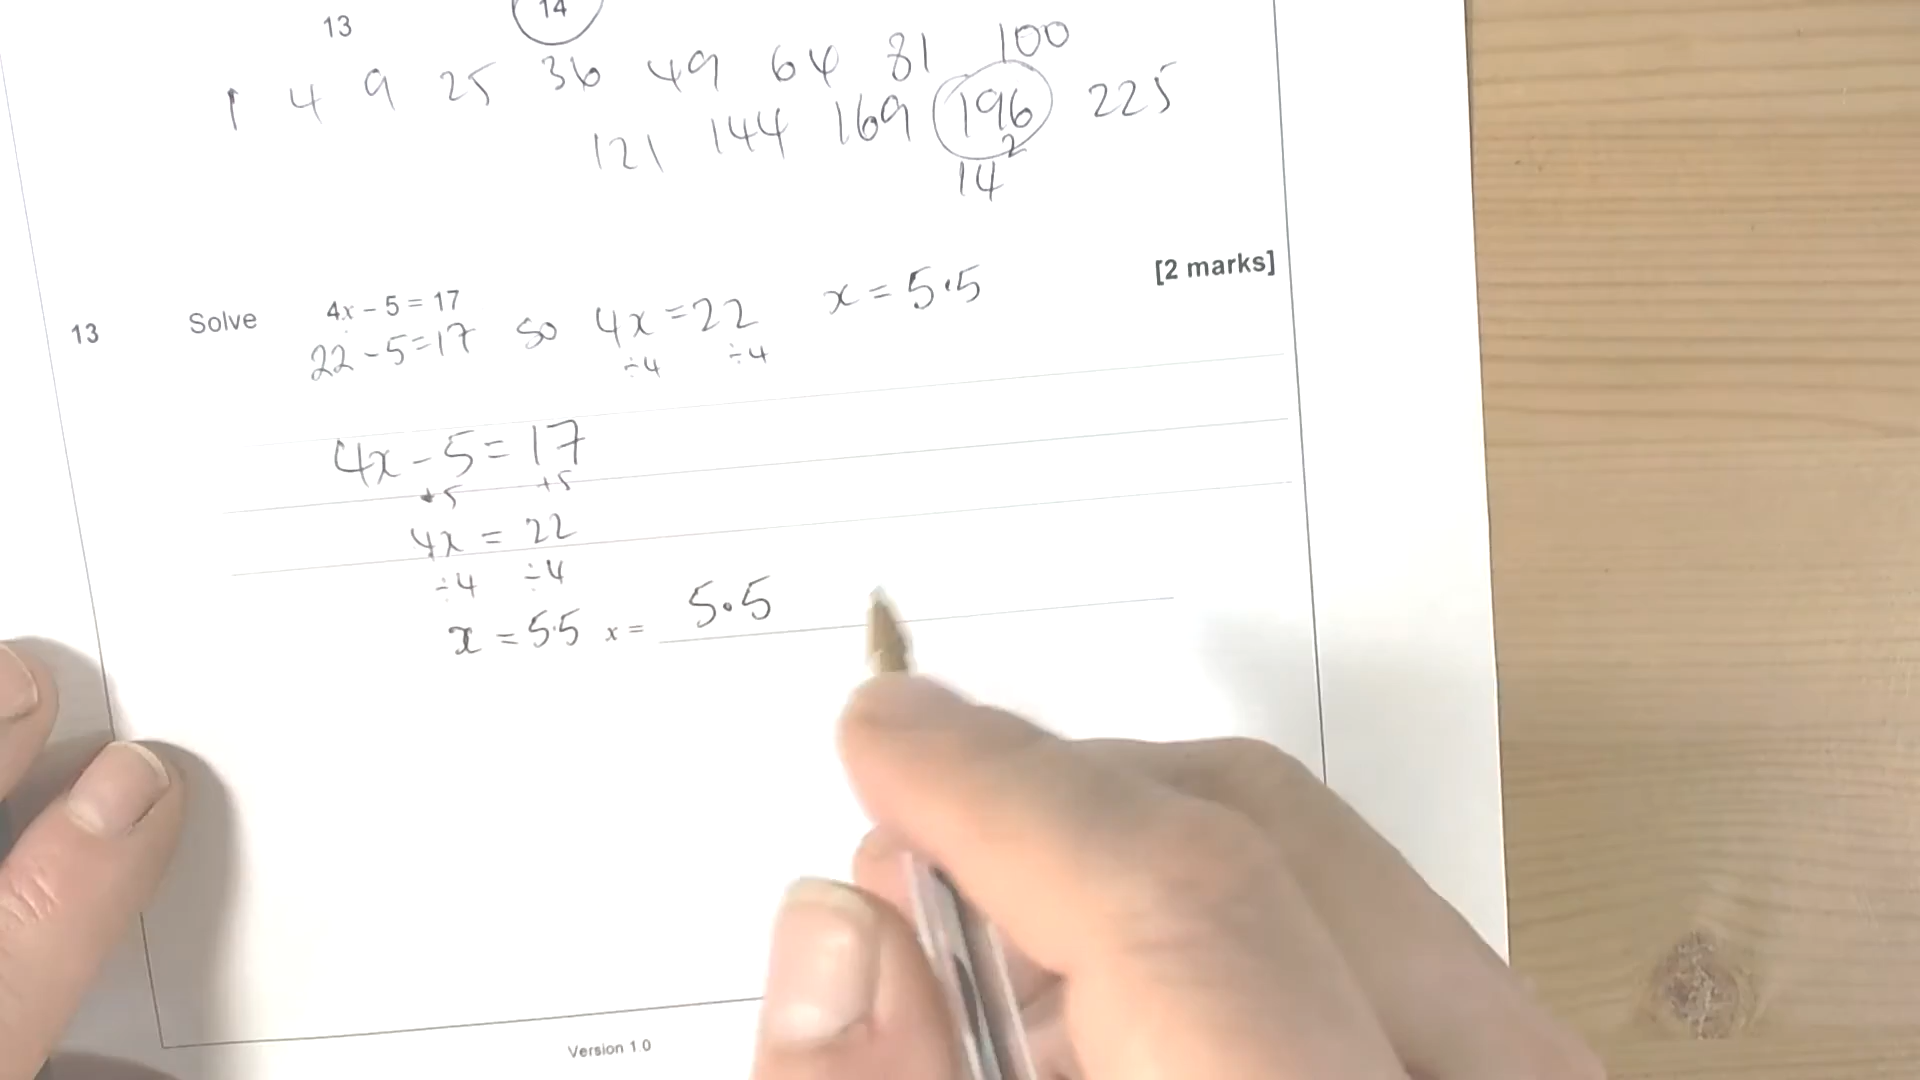 13 14
1 4 9 25 36 49 64 81 100
121 144 169 196 225
14²
[2 marks]
13 Solve 4x – 5 = 17
22 - 5 = 17 so 4x = 22 x = 5.5
÷4 ÷4
4x - 5 = 17
+5 +5
4x = 22
÷4 ÷4
x = 5.5 x = 5.5
Version 1.0